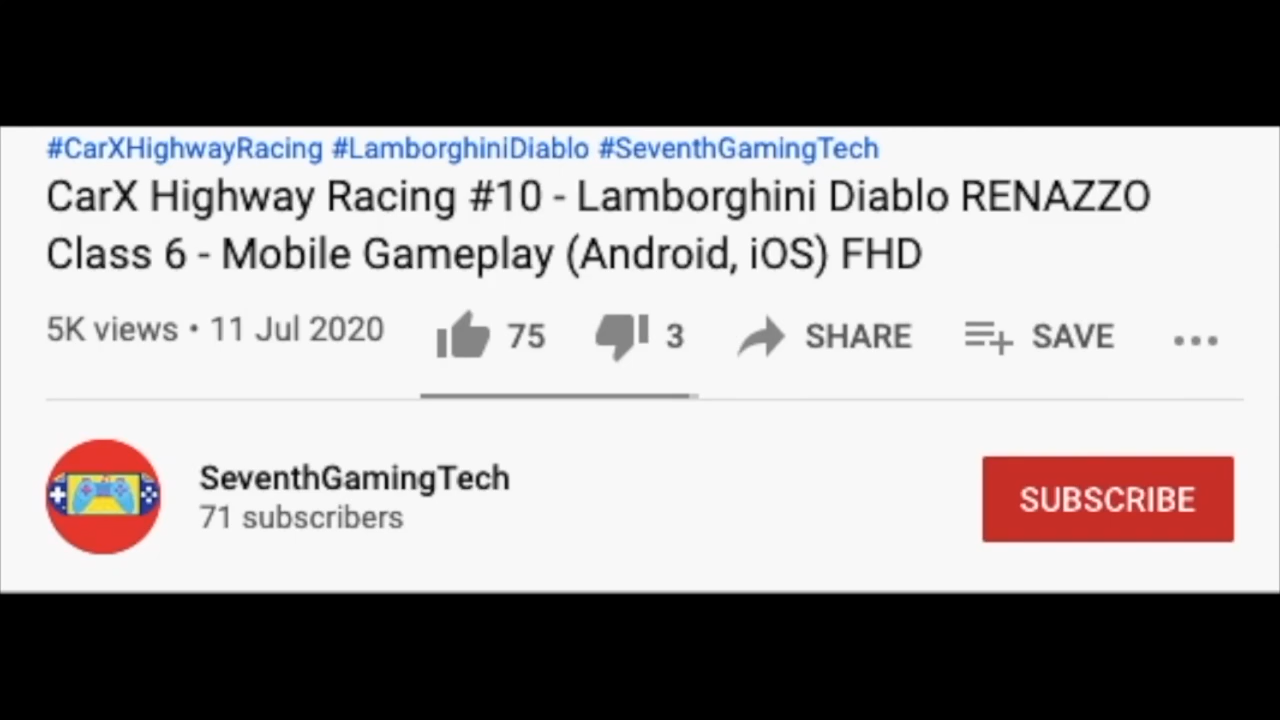 #CarXHighwayRacing #LamborghiniDiablo #SeventhGamingTech
CarX Highway Racing #10 - Lamborghini Diablo RENAZZO
Class 6 - Mobile Gameplay (Android, iOS) FHD
5K views • 11 Jul 2020 75 3 SHARE SAVE
SeventhGamingTech
71 subscribers
SUBSCRIBE